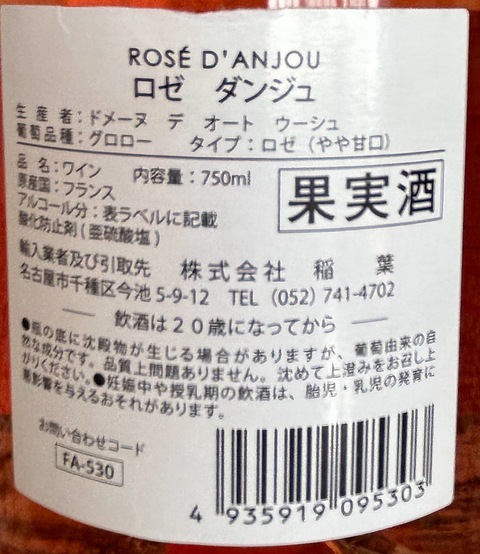 ROSÉ D'ANJOU
ロゼ ダンジュ
生産者：ドメーヌ デ オート ウーシュ
葡萄品種：グロロー タイプ：ロゼ（やや甘口）
品名：ワイン 内容量：750ml
原産国：フランス
アルコール分：表ラベルに記載
酸化防止剤(亜硫酸塩)
果実酒
輸入業者及び引取先 株式会社 稲葉
名古屋市千種区今池5-9-12 TEL（052）741-4702
飲酒は20歳になってから
●瓶の底に沈殿物が生じる場合がありますが、葡萄由来の自
然な成分です。品質上問題ありません。沈めて上澄みをお召し上
がりください。●妊娠中や授乳期の飲酒は、胎児・乳児の発育に
悪影響を与えるおそれがあります。
お問い合わせコード
FA-530
4 935919 095303